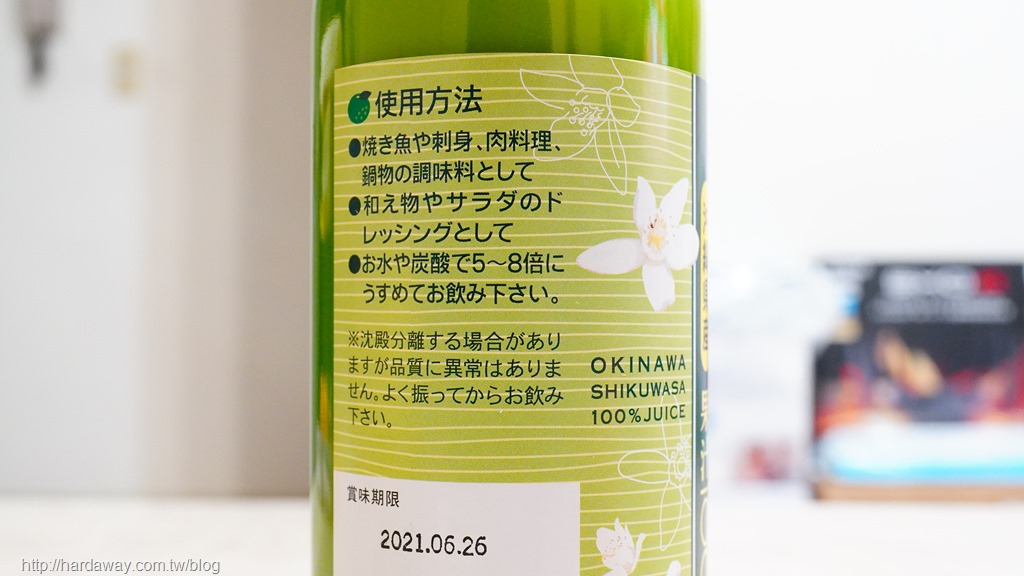 使用方法
●焼き魚や刺身、肉料理、
鍋物の調味料として
●和え物やサラダのド
レッシングとして
●お水や炭酸で5〜8倍に
うすめてお飲み下さい。
※沈殿分離する場合があり
ますが品質に異常はありま
せん。よく振ってからお飲み
下さい。
OKINAWA
SHIKUWASA
100%JUICE
賞味期限
2021.06.26
http://hardaway.com.tw/blog